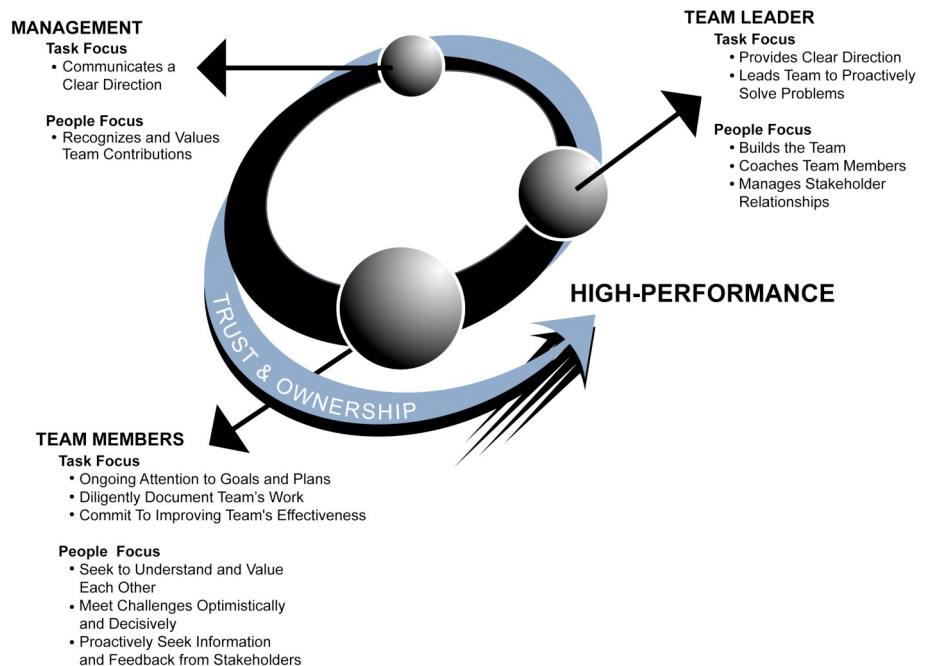 MANAGEMENT
Task Focus
• Communicates a
Clear Direction
People Focus
• Recognizes and Values
Team Contributions
TEAM LEADER
Task Focus
• Provides Clear Direction
• Leads Team to Proactively
Solve Problems
People Focus
• Builds the Team
• Coaches Team Members
• Manages Stakeholder
Relationships
HIGH-PERFORMANCE
TRUST & OWNERSHIP
TEAM MEMBERS
Task Focus
• Ongoing Attention to Goals and Plans
• Diligently Document Team’s Work
• Commit To Improving Team's Effectiveness
People Focus
• Seek to Understand and Value
Each Other
• Meet Challenges Optimistically
and Decisively
• Proactively Seek Information
and Feedback from Stakeholders